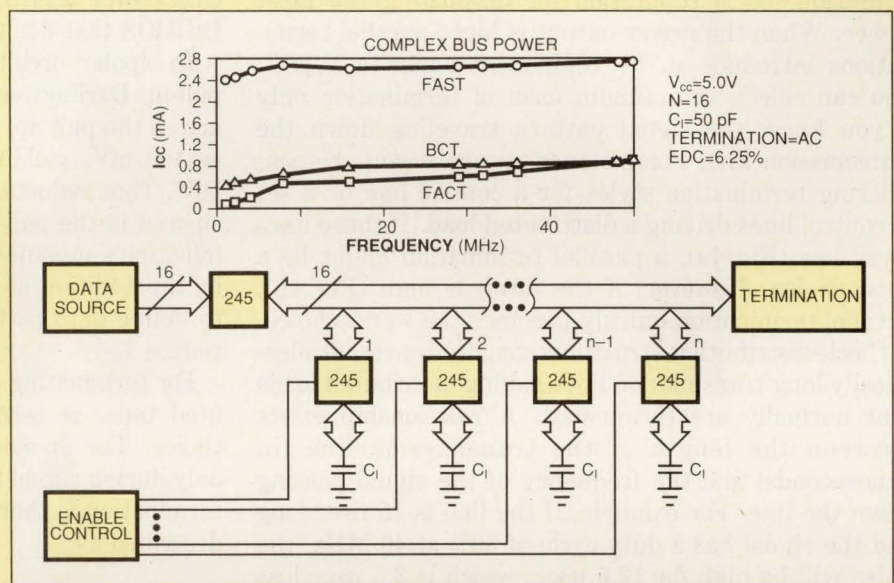 COMPLEX BUS POWER
2.8
2.4
2.0
1.6
1.2
0.8
0.4
0
Icc (mA)
FAST
BCT
FACT
0
20
40
FREQUENCY (MHz)
VCC=5.0V
N=16
Cl=50 pF
TERMINATION=AC
EDC=6.25%
DATA SOURCE
16
245
16
TERMINATION
1
2
n−1
n
245
245
245
245
Cl
Cl
Cl
Cl
ENABLE CONTROL